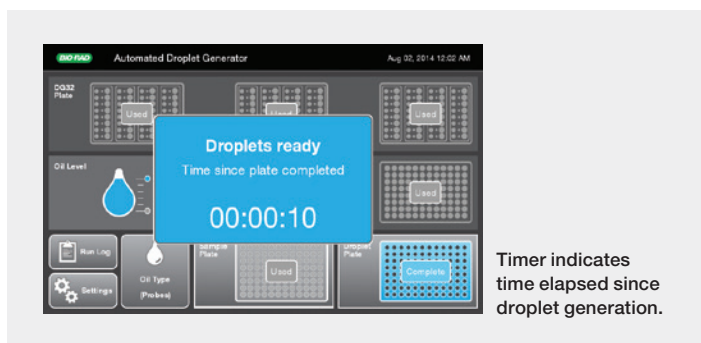 BIO-RAD Automated Droplet Generator Aug 02, 2014 12:02 AM
DG32
Plate
Used
Used
Used
Droplets ready
Time since plate completed
00:00:10
Oil Level
Used
Run Log
Settings
Oil Type
(Probes)
Sample
Plate
Used
Droplet
Plate
Complete
Timer indicates
time elapsed since
droplet generation.